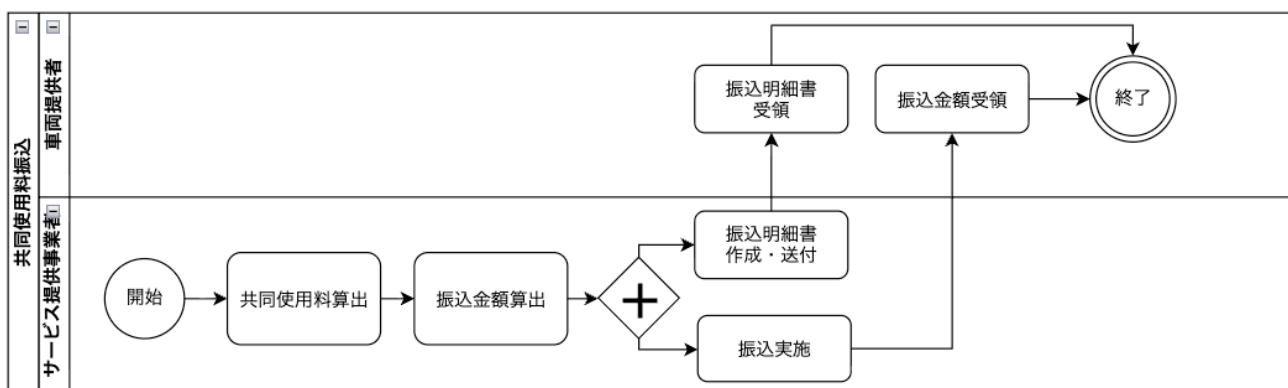 共同使用料振込
車両提供者
振込明細書
受領
振込金額受領
終了
サービス提供事業者
開始
共同使用料算出
振込金額算出
振込明細書
作成・送付
振込実施